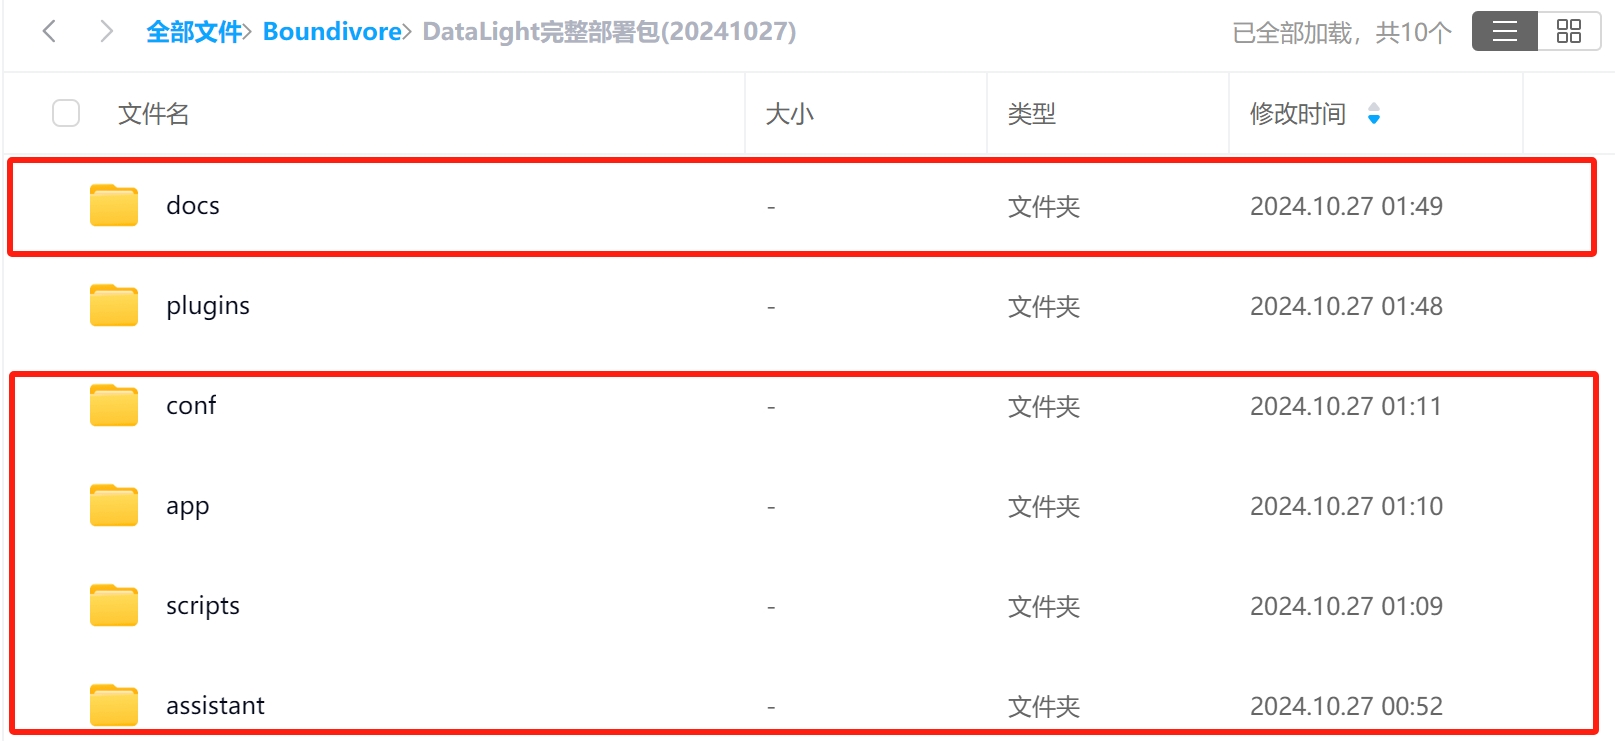 全部文件> Boundivore> DataLight完整部署包(20241027) 已全部加载，共10个
文件名 大小 类型 修改时间
docs - 文件夹 2024.10.27 01:49
plugins - 文件夹 2024.10.27 01:48
conf - 文件夹 2024.10.27 01:11
app - 文件夹 2024.10.27 01:10
scripts - 文件夹 2024.10.27 01:09
assistant - 文件夹 2024.10.27 00:52